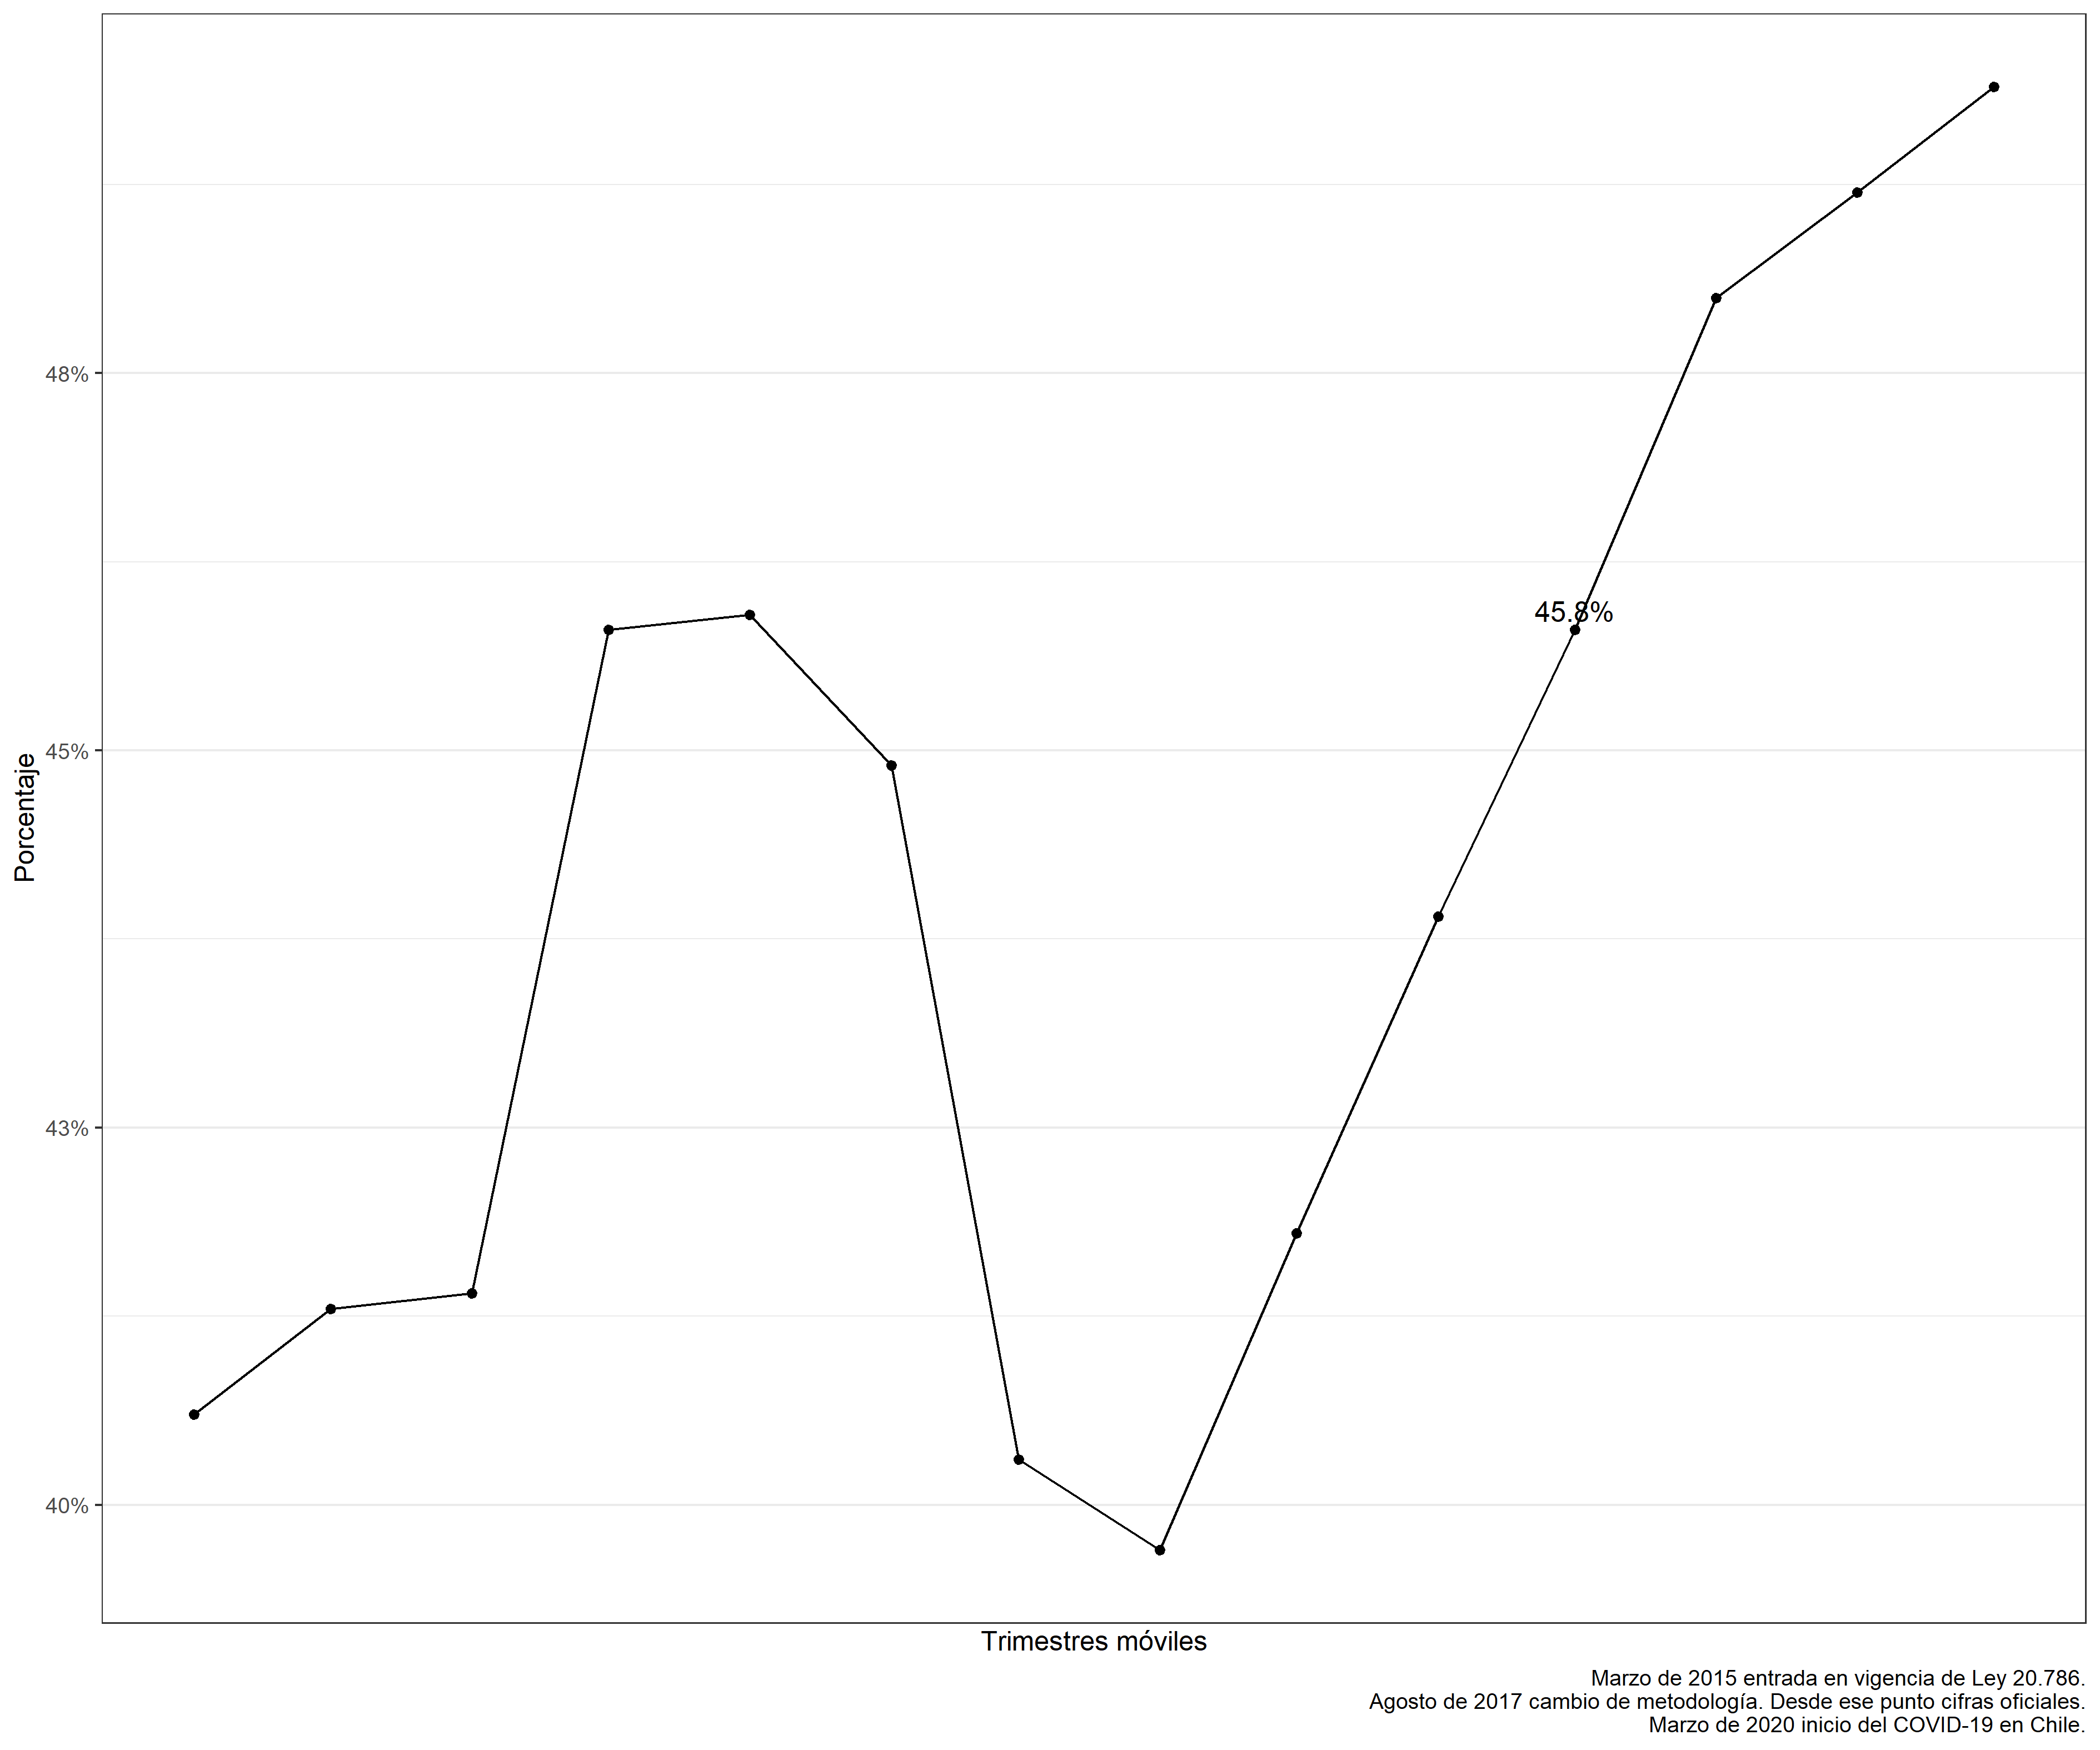 48%
45%
43%
40%
Porcentaje
45.8%
Trimestres móviles
Marzo de 2015 entrada en vigencia de Ley 20.786.
Agosto de 2017 cambio de metodología. Desde ese punto cifras oficiales.
Marzo de 2020 inicio del COVID-19 en Chile.